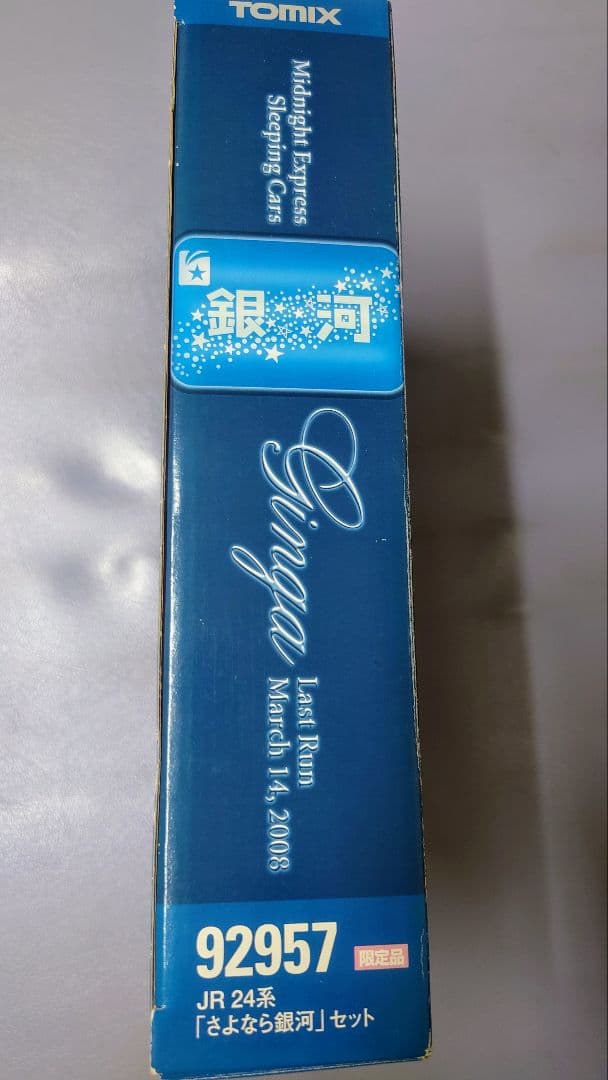 TOMIX
Midnight Express
Sleeping Cars
銀河
Ginga
Last Run
March 14, 2008
92957
限定品
JR 24系
「さよなら銀河」セット